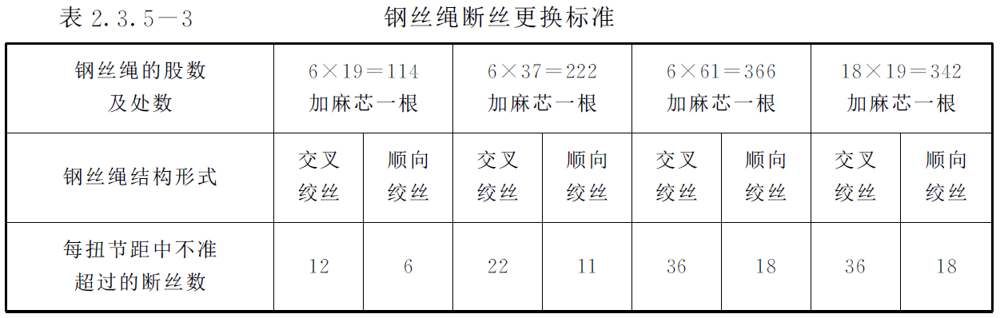 表 2.3.5-3 钢丝绳断丝更换标准
钢丝绳的股数 6×19=114 6×37=222 6×61=366 18×19=342
及处数 加麻芯一根 加麻芯一根 加麻芯一根 加麻芯一根
钢丝绳结构形式 交叉 顺向 交叉 顺向 交叉 顺向 交叉 顺向
绞丝 绞丝 绞丝 绞丝 绞丝 绞丝 绞丝 绞丝
每扭节距中不准 12 6 22 11 36 18 36 18
超过的断丝数